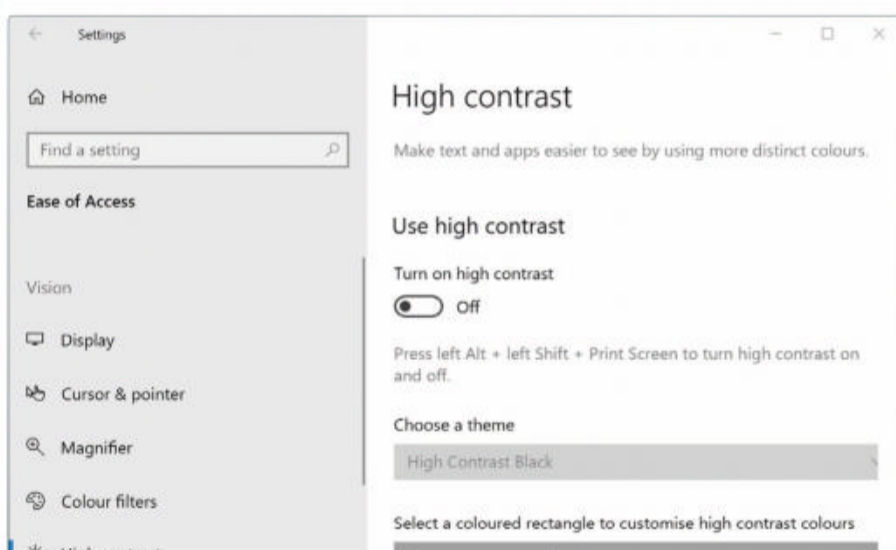 Settings
Home
Find a setting
Ease of Access
Vision
Display
Cursor & pointer
Magnifier
Colour filters
High contrast
Make text and apps easier to see by using more distinct colours.
Use high contrast
Turn on high contrast
Off
Press left Alt + left Shift + Print Screen to turn high contrast on
and off.
Choose a theme
High Contrast Black
Select a coloured rectangle to customise high contrast colours